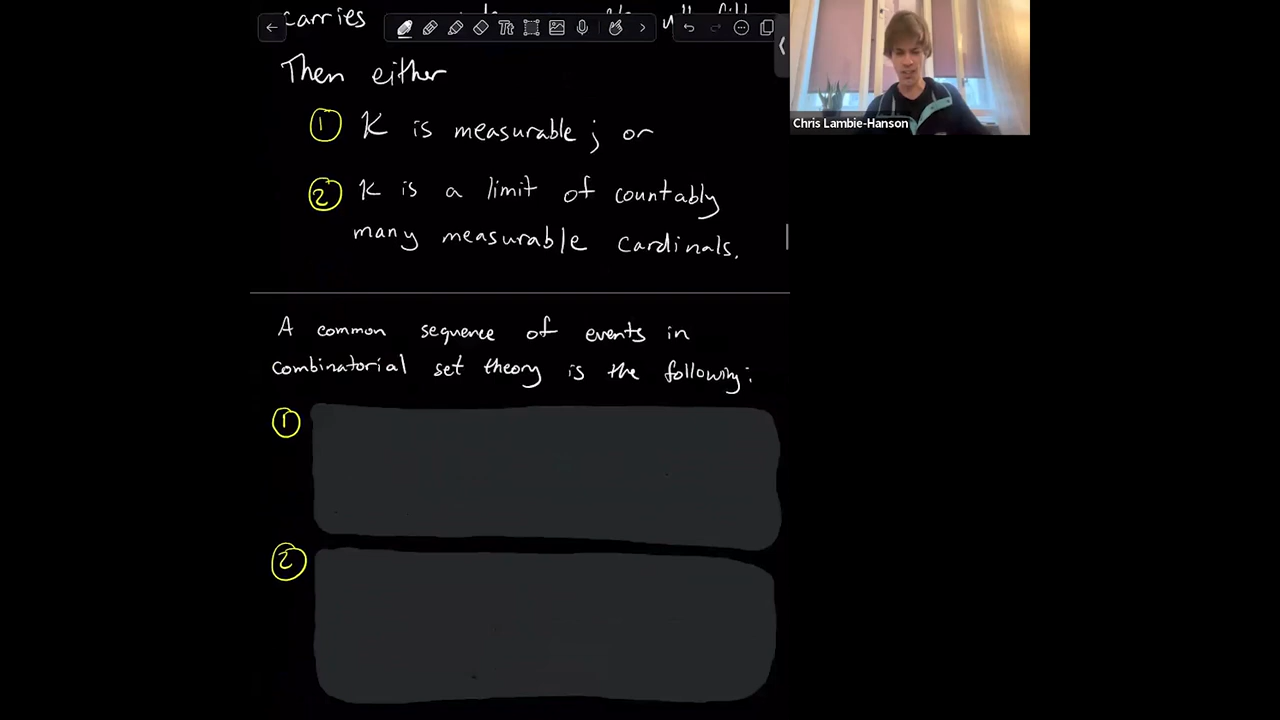 carries
Then either
① K is measurable; or
② K is a limit of countably
many measurable cardinals.
A common sequence of events in
combinatorial set theory is the following:
①
②
Chris Lambie-Hanson